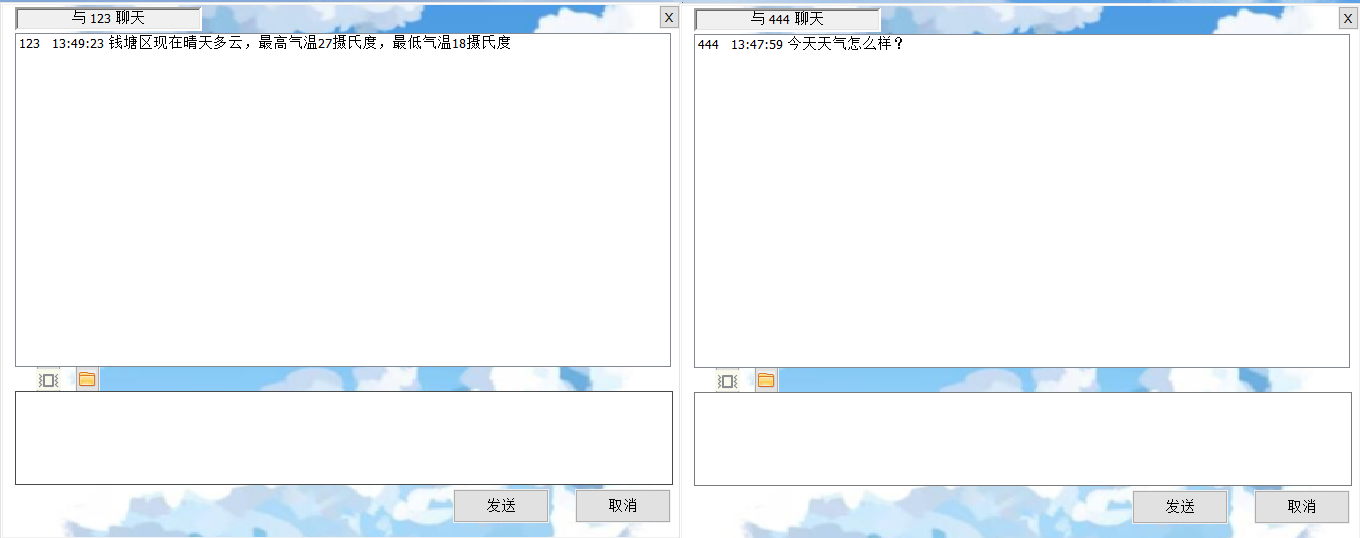 与 123 聊天
X
123 13:49:23 钱塘区现在晴天多云，最高气温27摄氏度，最低气温18摄氏度
发送
取消
与 444 聊天
X
444 13:47:59 今天天气怎么样？
发送
取消